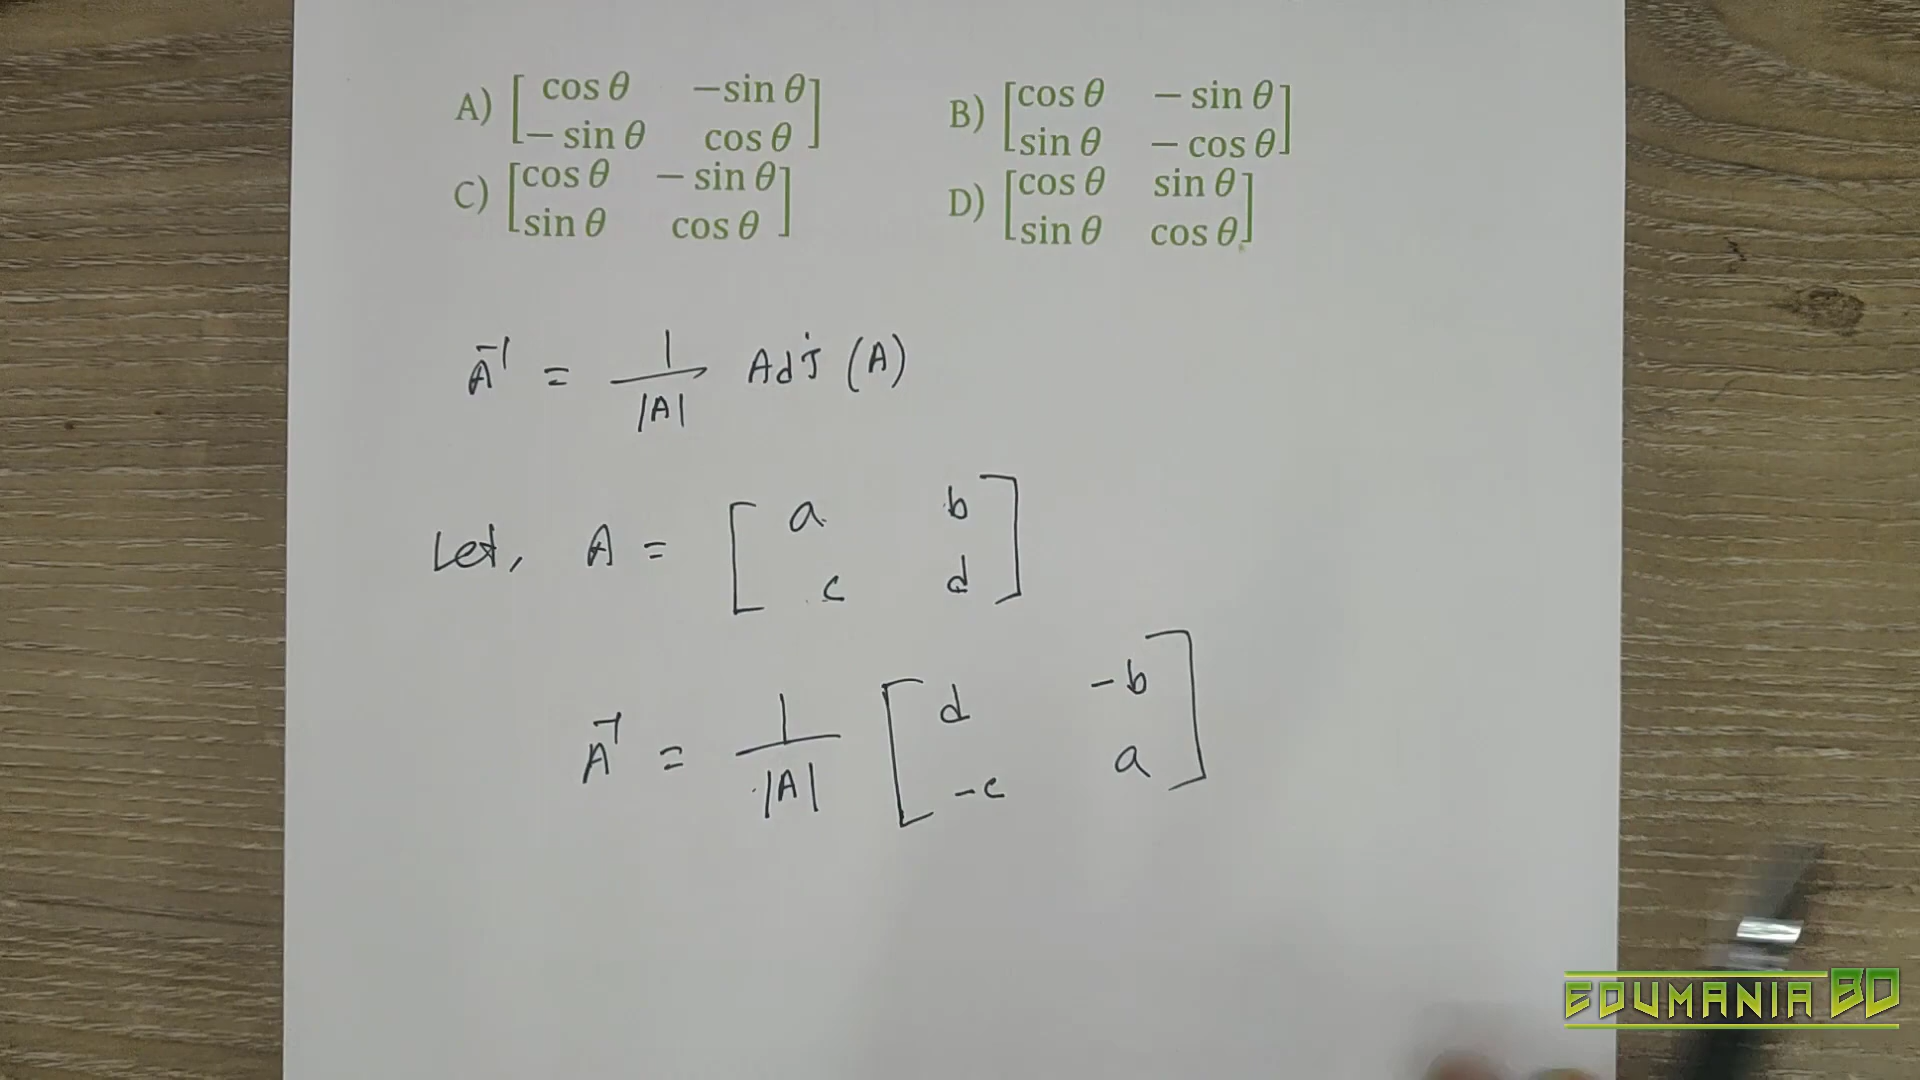 A) [cos θ −sin θ B) [cos θ − sin θ
− sin θ cos θ] sin θ − cos θ]
C) [cos θ − sin θ D) [cos θ sin θ
sin θ cos θ] sin θ cos θ]
A⁻¹ = 1/|A| Adj (A)
Let, A = [a b
c d]
A⁻¹ = 1/|A| [d -b
-c a]
EDUMANIA BD